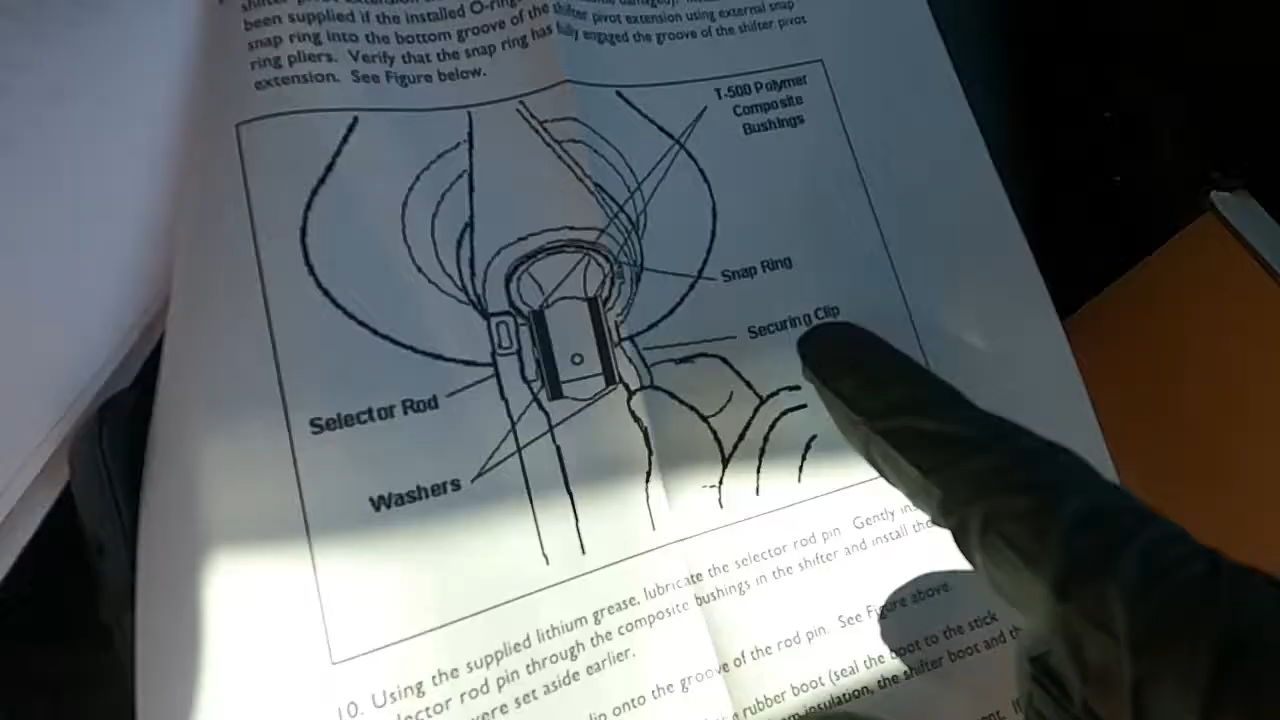 been supplied if the installed O-ring
snap ring into the bottom groove of the shifter pivot extension using external snap
ring pliers. Verify that the snap ring has fully engaged the groove of the shifter pivot
extension. See Figure below.
T-500 Polymer
Composite
Bushings
Snap Ring
Securing Clip
Selector Rod
Washers
10. Using the supplied lithium grease, lubricate the selector rod pin. Gently
rod pin through the composite bushings in the shifter and install the
were set aside earlier.
onto the groove of the rod pin. See Figure above.
rubber boot (seal the boot to the stick
insulation, the shifter boot and